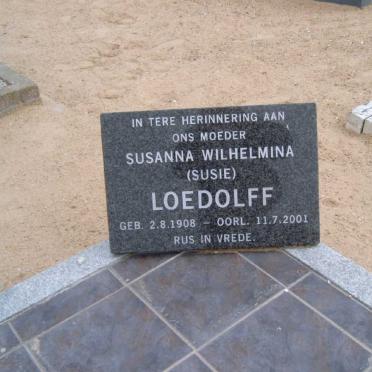 IN TERE HERINNERING AAN
ONS MOEDER
SUSANNA WILHELMINA
(SUSIE)
LOEDOLFF
GEB. 2.8.1908 – OORL. 11.7.2001
RUS IN VREDE.